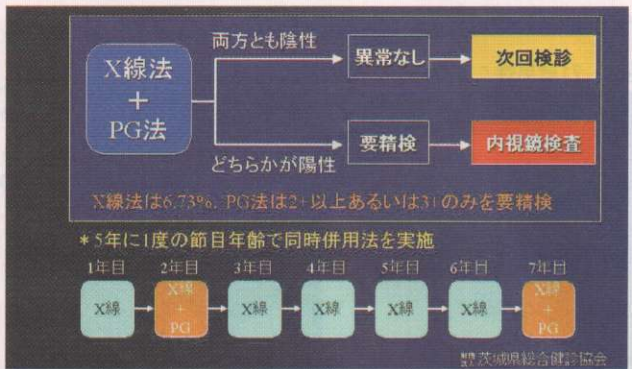 両方とも陰性
X線法
+
PG法
異常なし
次回検診
どちらかが陽性
要精検
内視鏡検査
X線法は6.73%、PG法は2+以上あるいは3+のみを要精検
*5年に1度の節目年齢で同時併用法を実施
1年目 2年目 3年目 4年目 5年目 6年目 7年目
X線
X線
+
PG
X線
X線
X線
X線
X線
+
PG
茨城県総合健診協会